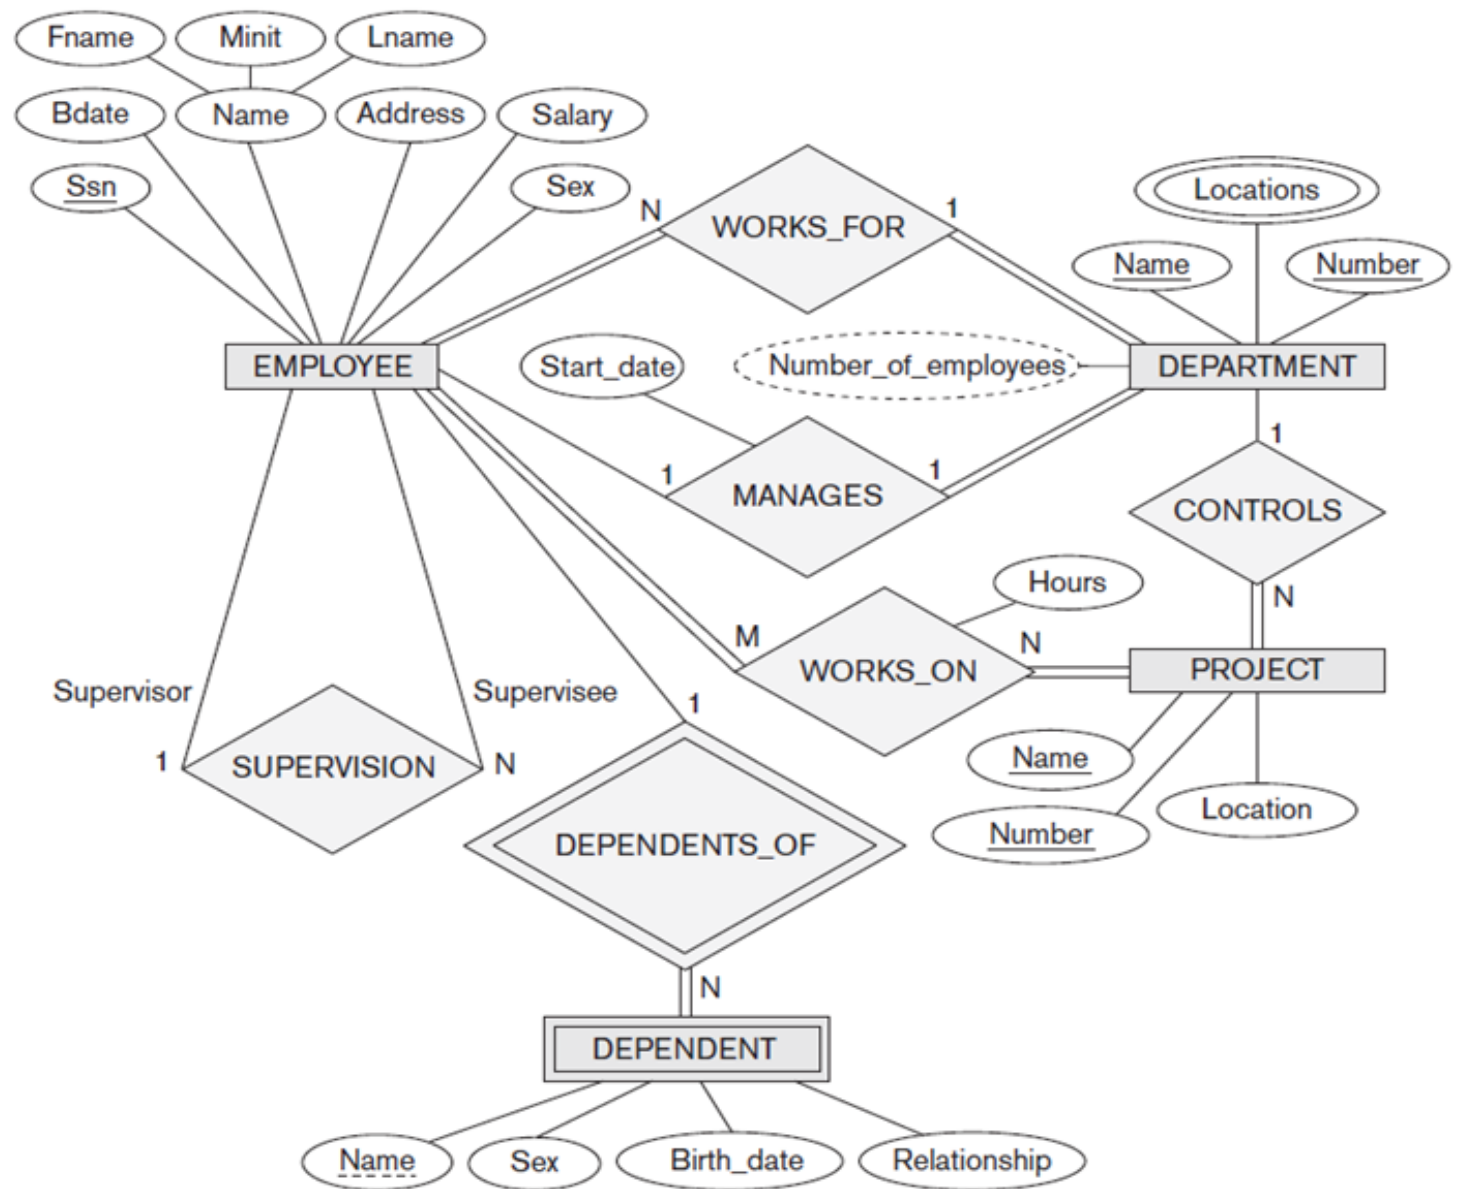 Fname
Minit
Lname
Bdate
Name
Address
Salary
Ssn
Sex
WORKS_FOR
N
1
Locations
Name
Number
EMPLOYEE
Start_date
Number_of_employees
DEPARTMENT
MANAGES
1
1
1
CONTROLS
N
Hours
M
WORKS_ON
N
PROJECT
Name
Number
Location
Supervisor
Supervisee
1
SUPERVISION
N
1
DEPENDENTS_OF
N
DEPENDENT
Name
Sex
Birth_date
Relationship